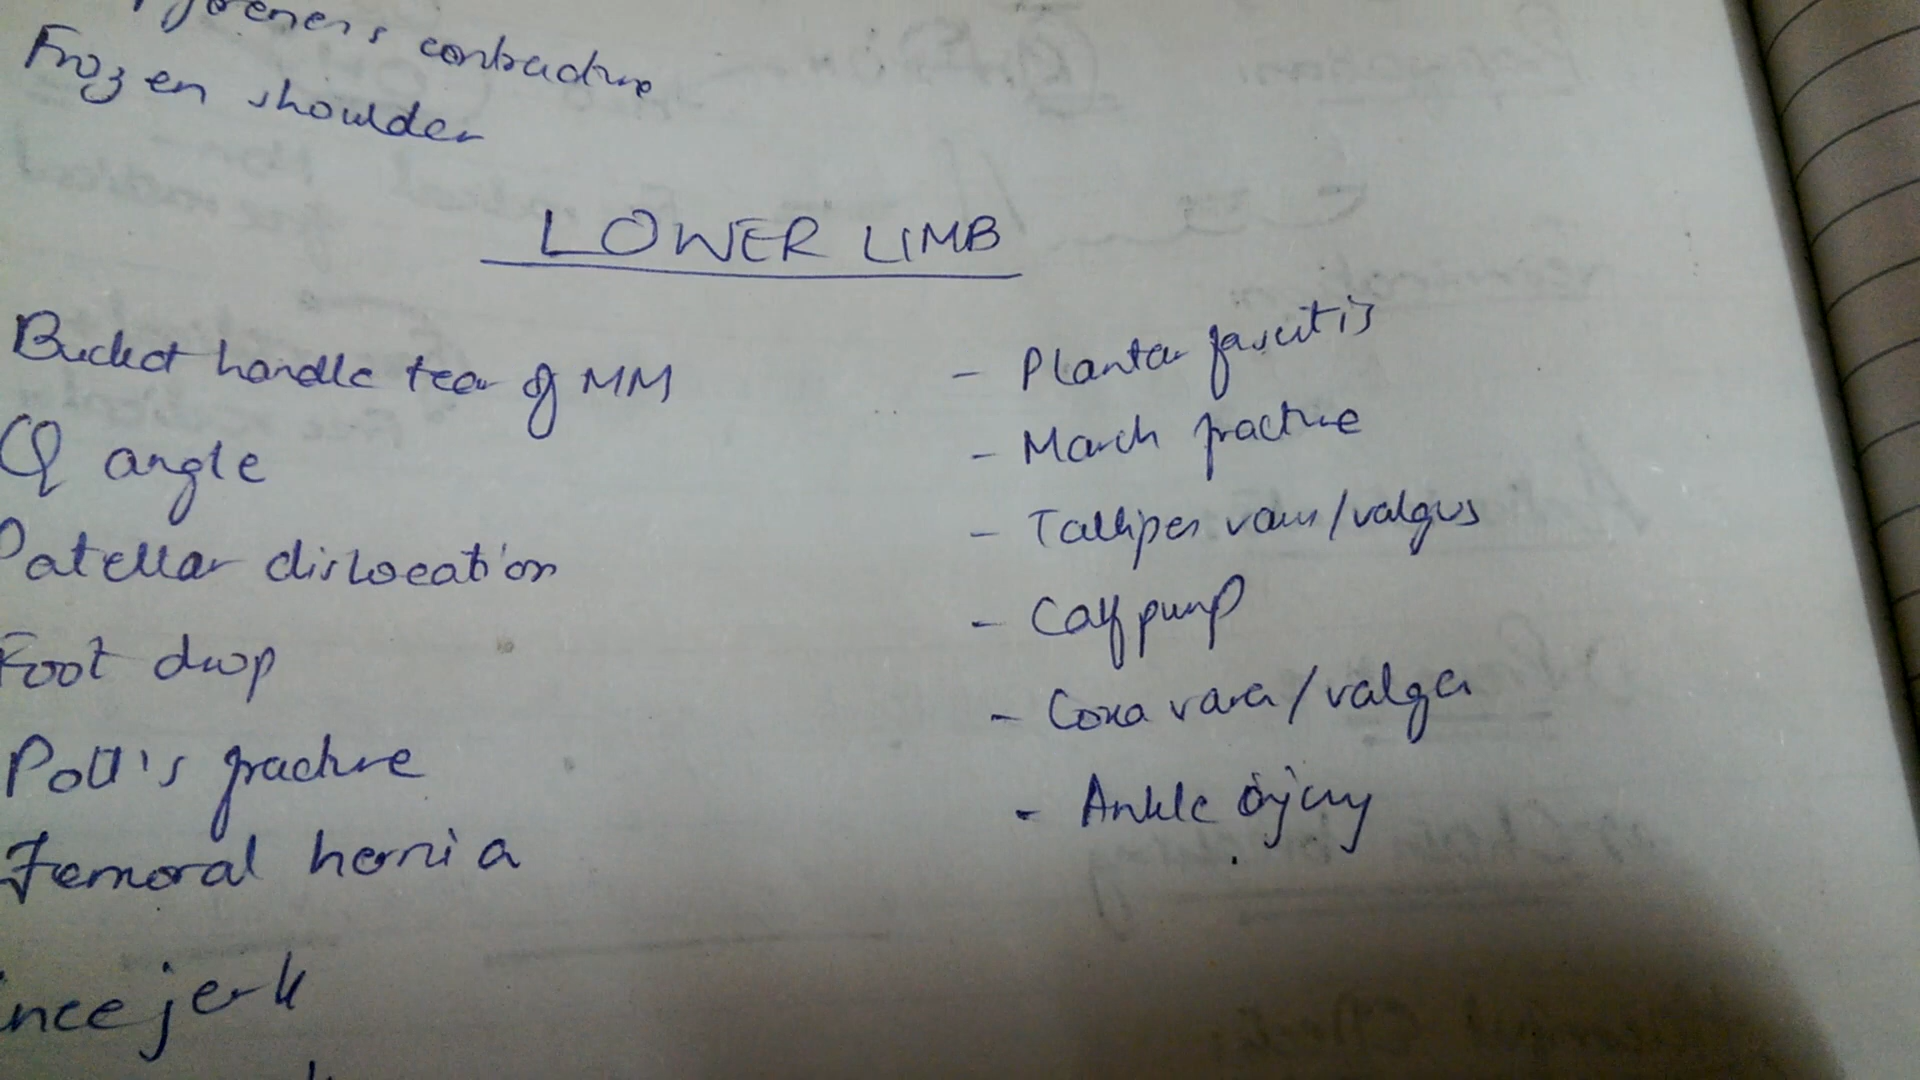 contracture
Frozen shoulder
LOWER LIMB
Bucket handle tear of MM
Q angle
Patellar dislocation
Foot drop
Pott's fracture
Femoral hernia
jerk
- Plantar fascitis
- March fracture
- Tallipes varus/valgus
- Calf pump
- Coxa vara/valga
- Ankle injury